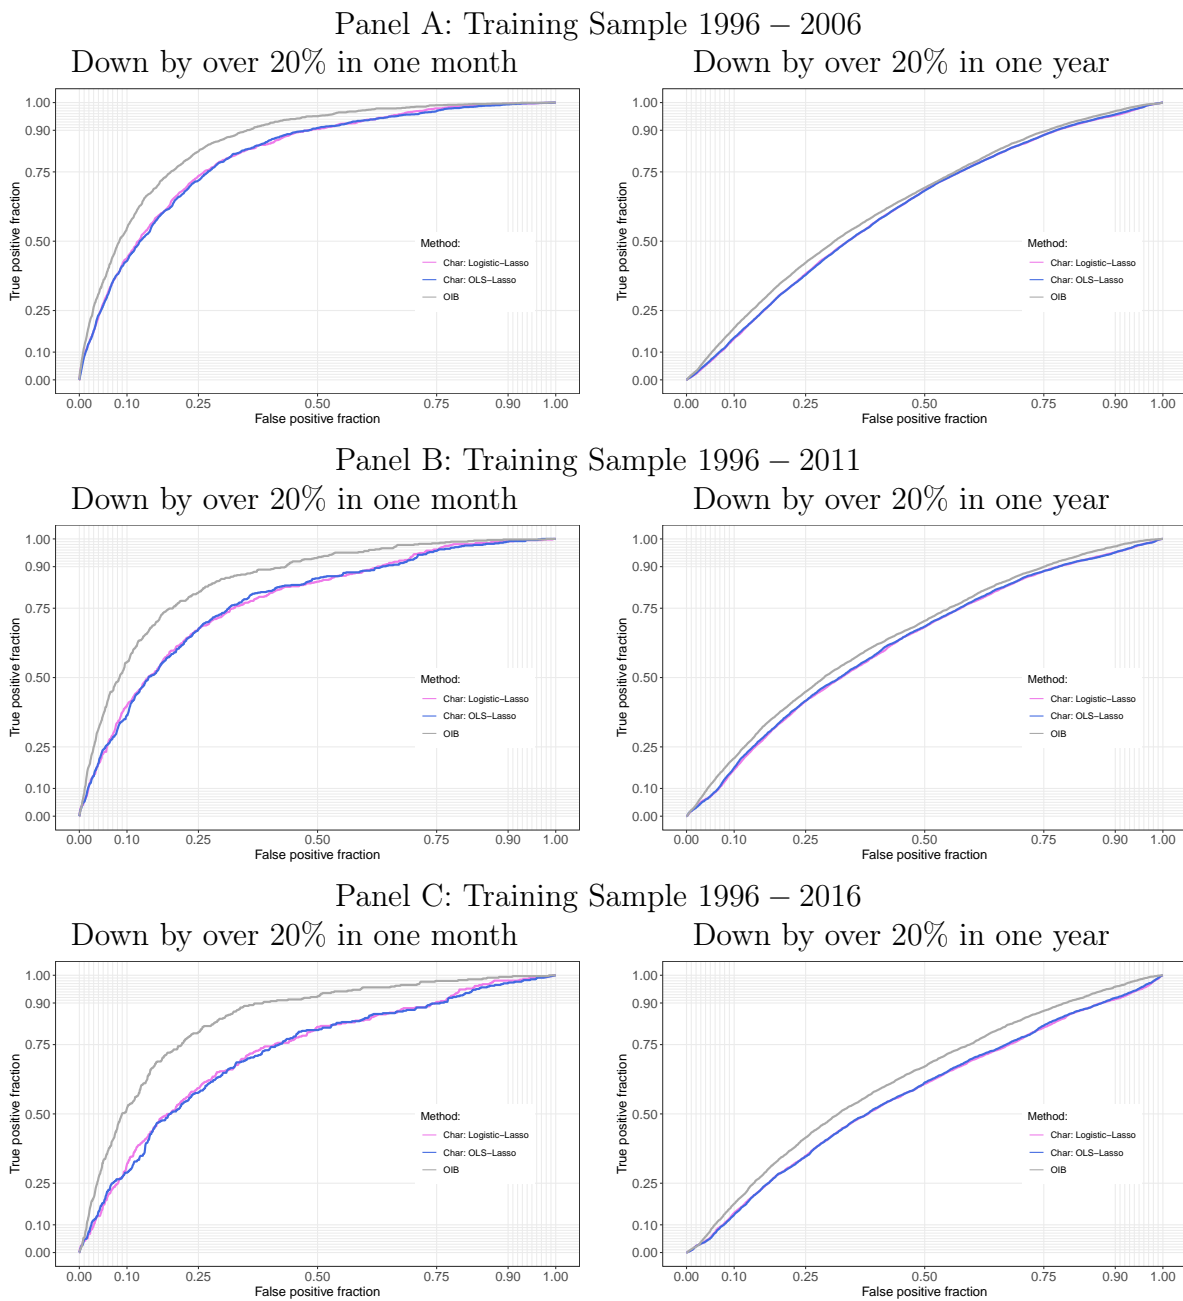 Panel A: Training Sample 1996 – 2006
Down by over 20% in one month
Down by over 20% in one year
1.00
0.90
0.75
0.50
0.25
0.10
0.00
True positive fraction
Method:
Char: Logistic−Lasso
Char: OLS−Lasso
OIB
0.00 0.10 0.25 0.50 0.75 0.90 1.00
False positive fraction
1.00
0.90
0.75
0.50
0.25
0.10
0.00
True positive fraction
Method:
Char: Logistic−Lasso
Char: OLS−Lasso
OIB
0.00 0.10 0.25 0.50 0.75 0.90 1.00
False positive fraction
Panel B: Training Sample 1996 – 2011
Down by over 20% in one month
Down by over 20% in one year
1.00
0.90
0.75
0.50
0.25
0.10
0.00
True positive fraction
Method:
Char: Logistic−Lasso
Char: OLS−Lasso
OIB
0.00 0.10 0.25 0.50 0.75 0.90 1.00
False positive fraction
1.00
0.90
0.75
0.50
0.25
0.10
0.00
True positive fraction
Method:
Char: Logistic−Lasso
Char: OLS−Lasso
OIB
0.00 0.10 0.25 0.50 0.75 0.90 1.00
False positive fraction
Panel C: Training Sample 1996 – 2016
Down by over 20% in one month
Down by over 20% in one year
1.00
0.90
0.75
0.50
0.25
0.10
0.00
True positive fraction
Method:
Char: Logistic−Lasso
Char: OLS−Lasso
OIB
0.00 0.10 0.25 0.50 0.75 0.90 1.00
False positive fraction
1.00
0.90
0.75
0.50
0.25
0.10
0.00
True positive fraction
Method:
Char: Logistic−Lasso
Char: OLS−Lasso
OIB
0.00 0.10 0.25 0.50 0.75 0.90 1.00
False positive fraction